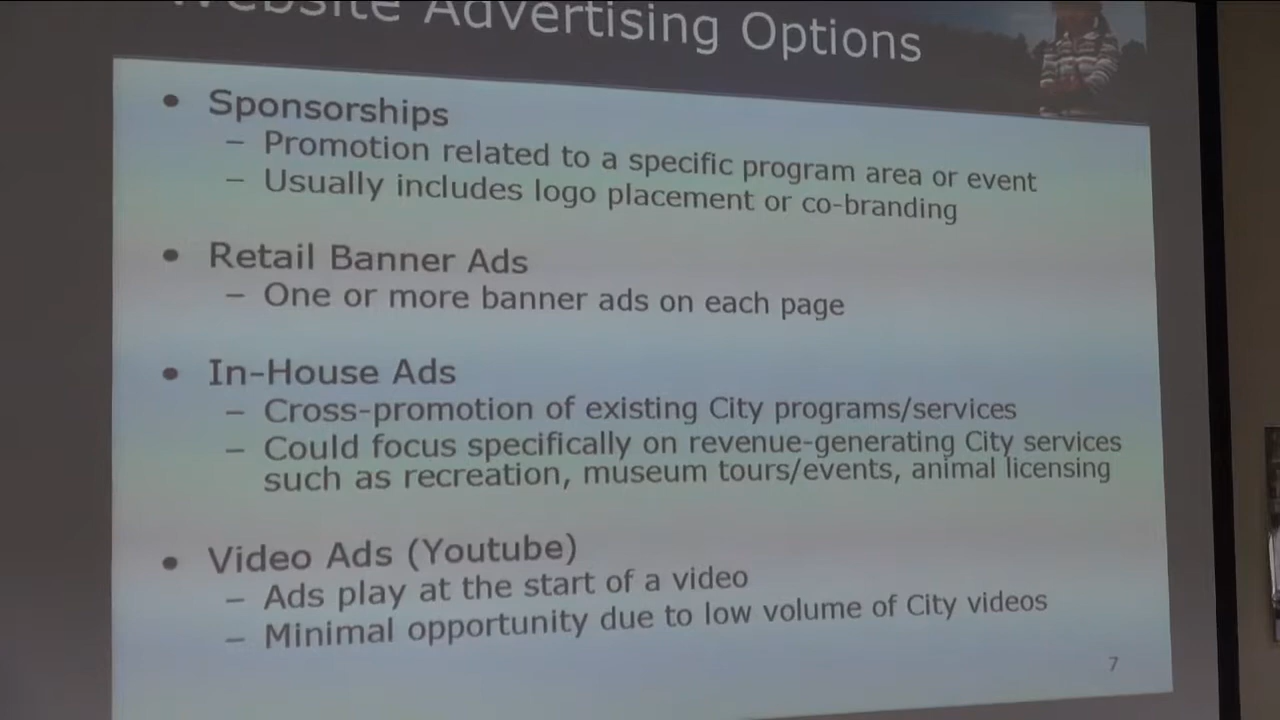 Website Advertising Options
• Sponsorships
– Promotion related to a specific program area or event
– Usually includes logo placement or co-branding
• Retail Banner Ads
– One or more banner ads on each page
• In-House Ads
– Cross-promotion of existing City programs/services
– Could focus specifically on revenue-generating City services
such as recreation, museum tours/events, animal licensing
• Video Ads (Youtube)
– Ads play at the start of a video
– Minimal opportunity due to low volume of City videos
7